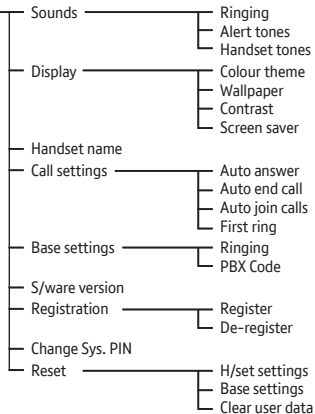 Sounds Ringing
Alert tones
Handset tones
Display Colour theme
Wallpaper
Contrast
Screen saver
Handset name
Call settings Auto answer
Auto end call
Auto join calls
First ring
Base settings Ringing
PBX Code
S/ware version
Registration Register
De-register
Change Sys. PIN
Reset H/set settings
Base settings
Clear user data